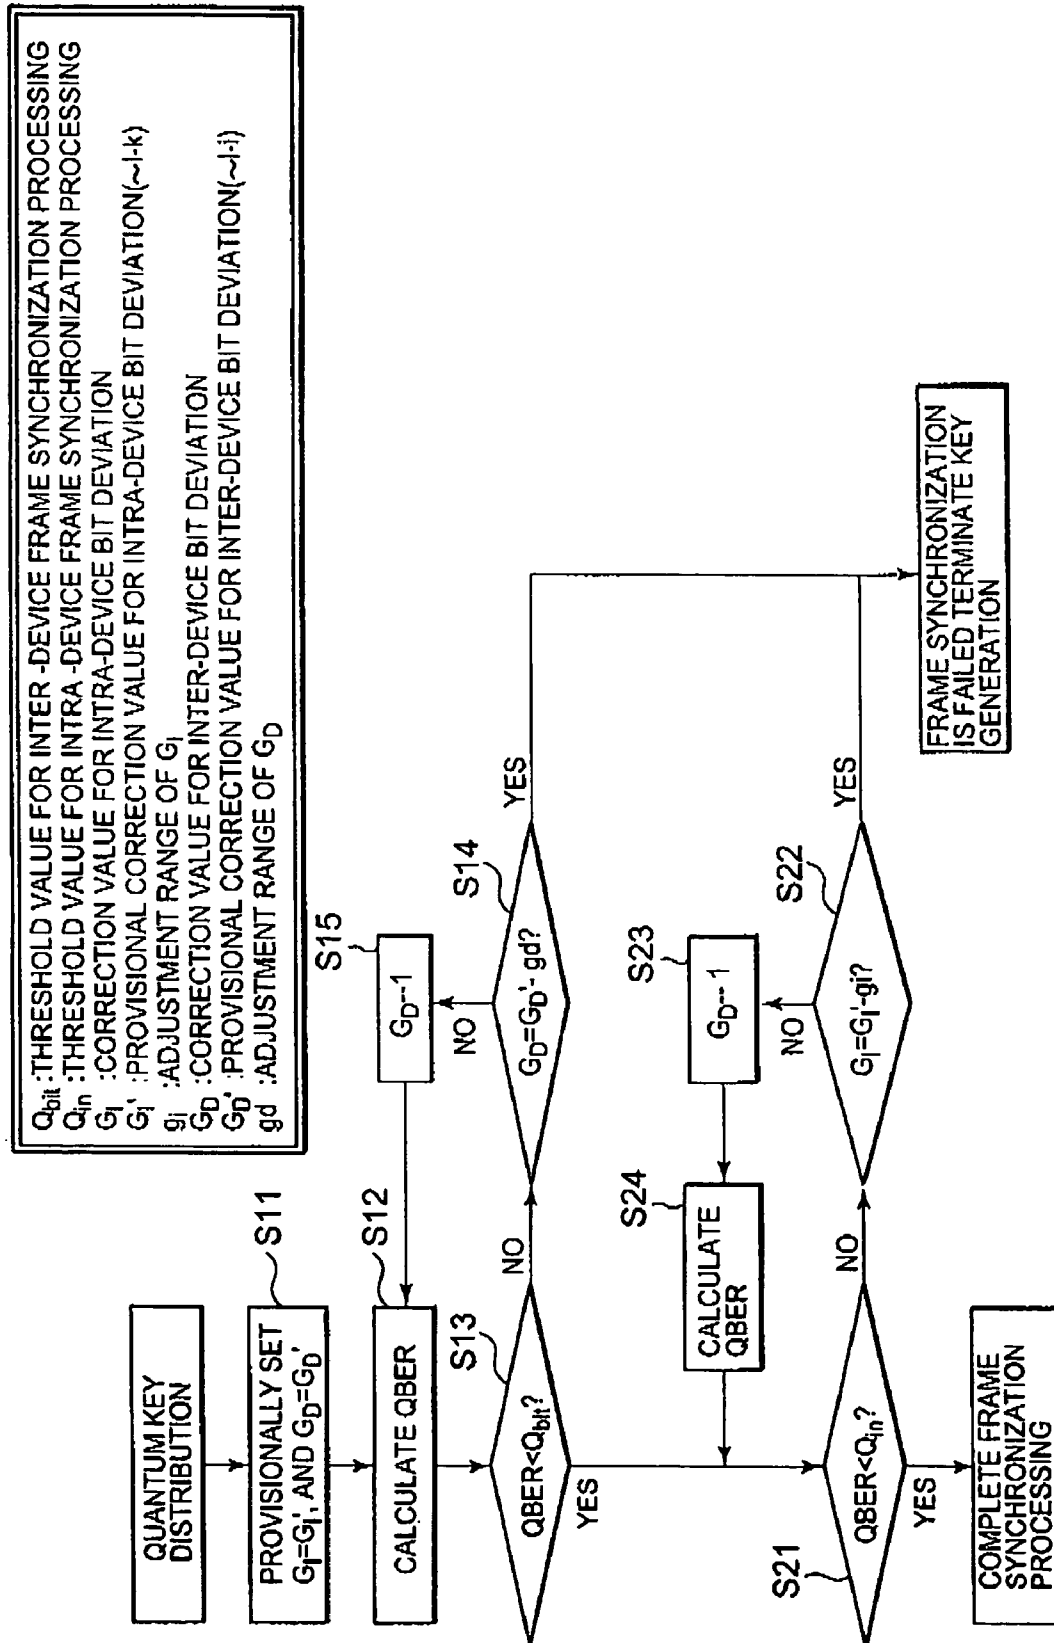 Q_bit :THRESHOLD VALUE FOR INTER -DEVICE FRAME SYNCHRONIZATION PROCESSING
Q_in :THRESHOLD VALUE FOR INTRA -DEVICE FRAME SYNCHRONIZATION PROCESSING
G_I :CORRECTION VALUE FOR INTRA-DEVICE BIT DEVIATION
G_I' :PROVISIONAL CORRECTION VALUE FOR INTRA-DEVICE BIT DEVIATION(~l-k)
gi :ADJUSTMENT RANGE OF G_I
G_D :CORRECTION VALUE FOR INTER-DEVICE BIT DEVIATION
G_D' :PROVISIONAL CORRECTION VALUE FOR INTER-DEVICE BIT DEVIATION(~l-i)
gd :ADJUSTMENT RANGE OF G_D
QUANTUM KEY
DISTRIBUTION
S11
PROVISIONALLY SET
G_I=G_I', AND G_D=G_D'
S12
CALCULATE QBER
S15
G_D--1
S13
QBER<Q_bit?
NO
YES
S14
G_D=G_D'- gd?
NO
YES
S24
CALCULATE
QBER
S23
G_D--1
S21
QBER<Q_in?
NO
YES
S22
G_I=G_I'-gi?
NO
YES
COMPLETE FRAME
SYNCHRONIZATION
PROCESSING
FRAME SYNCHRONIZATION
IS FAILED TERMINATE KEY
GENERATION